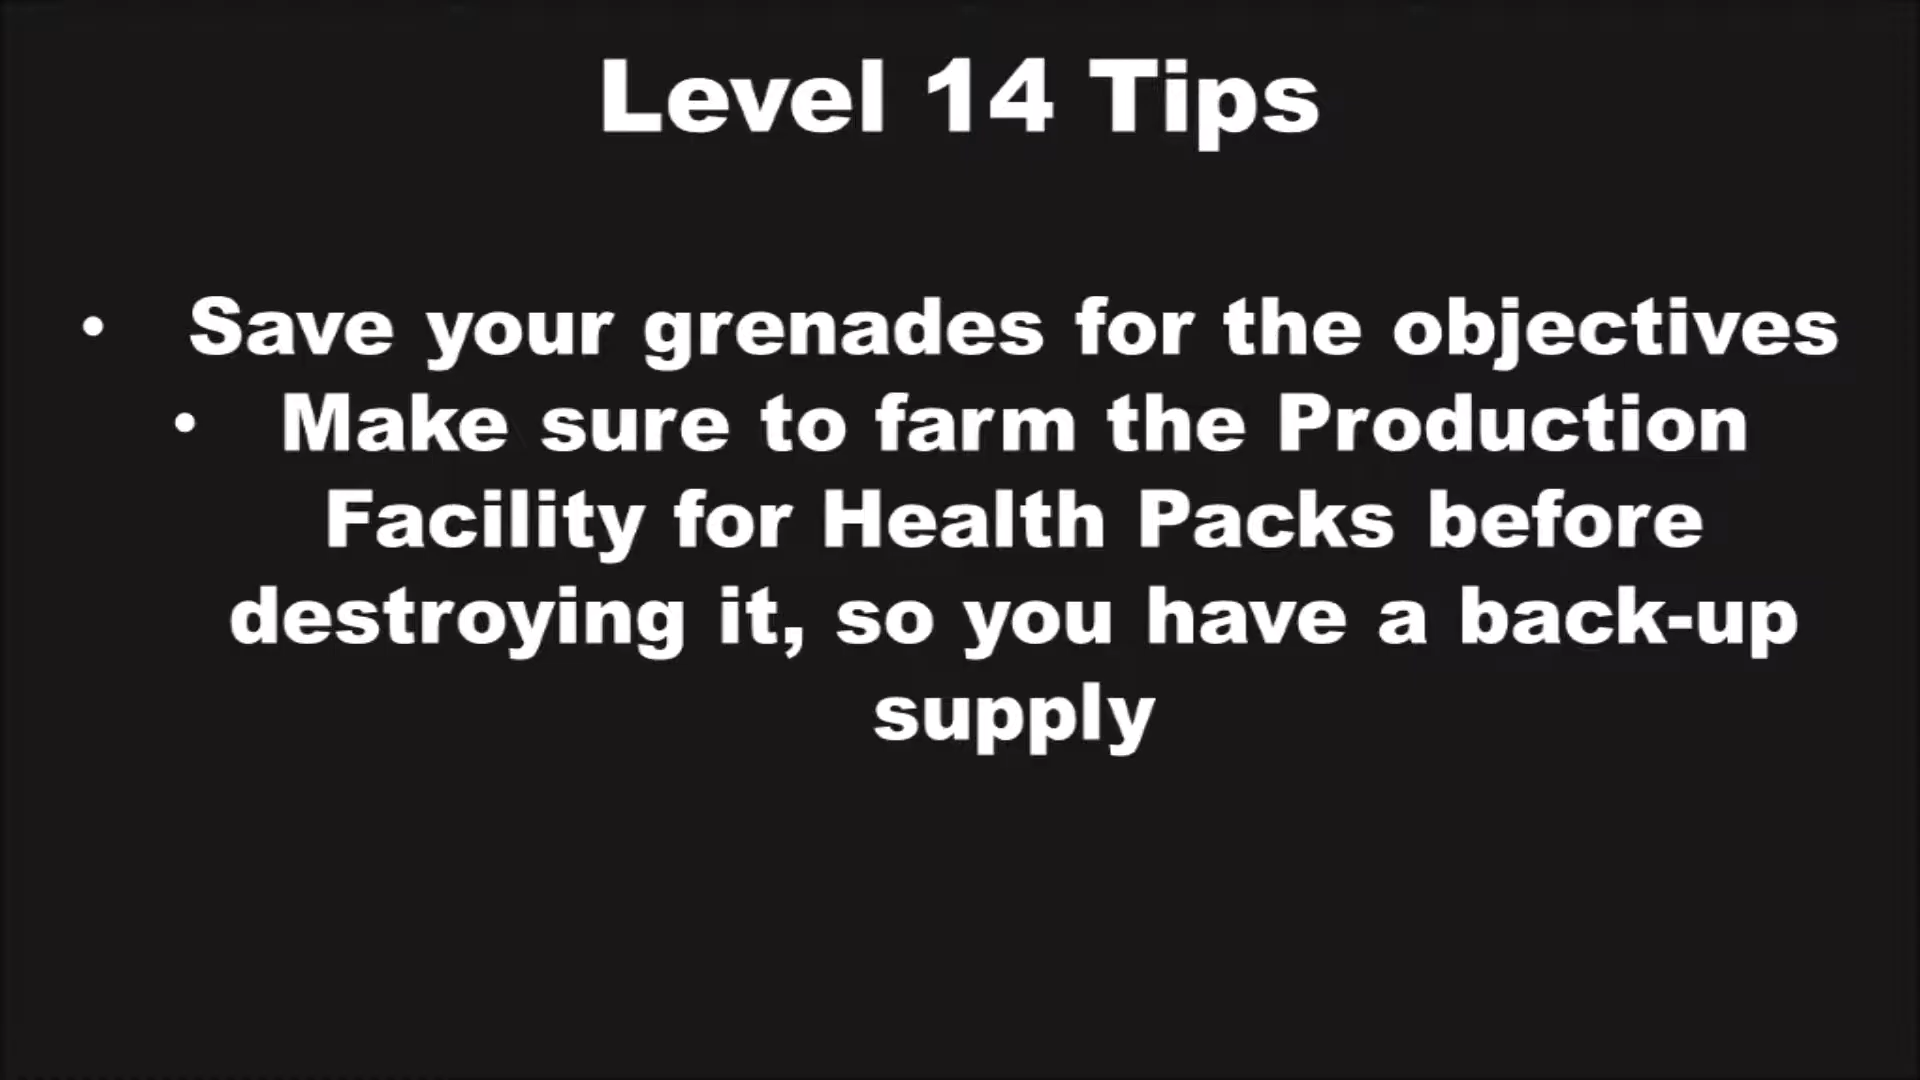 Level 14 Tips
• Save your grenades for the objectives
• Make sure to farm the Production
Facility for Health Packs before
destroying it, so you have a back-up
supply